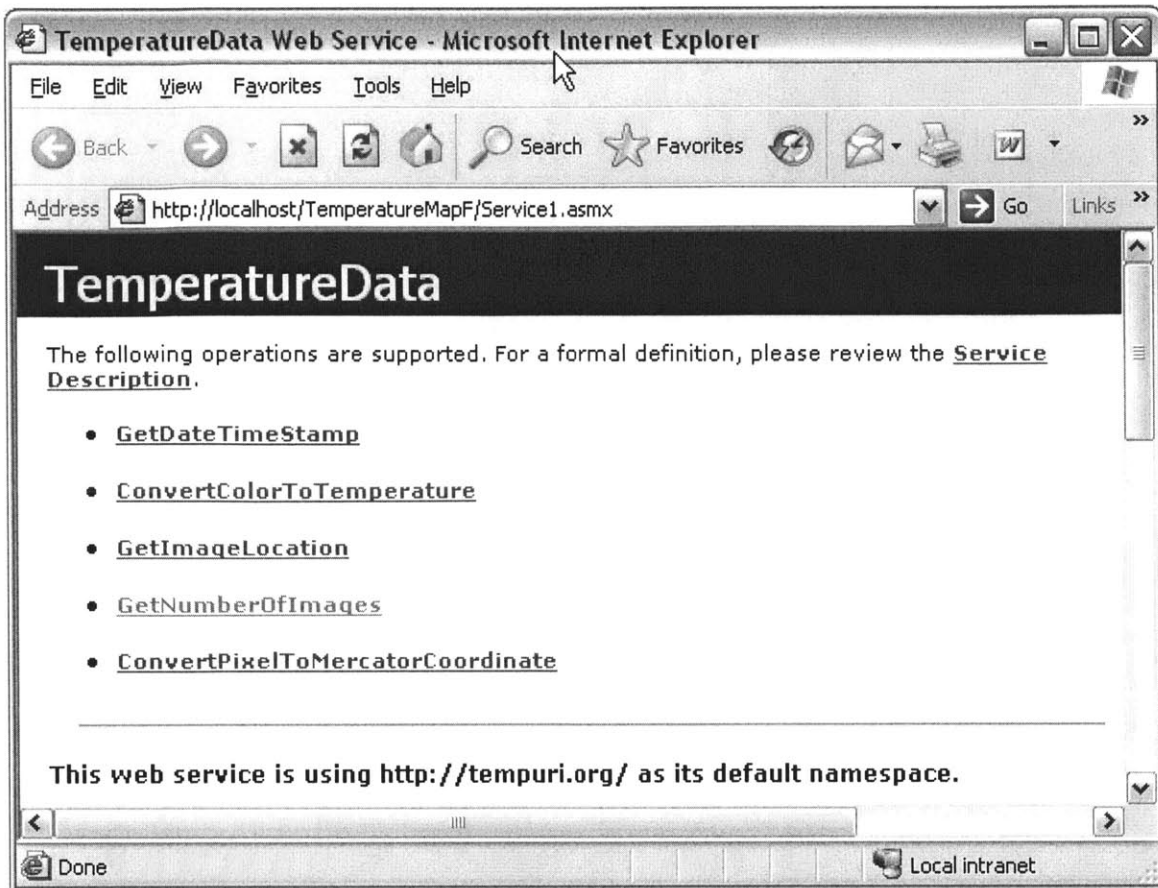 TemperatureData Web Service - Microsoft Internet Explorer
File Edit View Favorites Tools Help
Back Search Favorites W »
Address http://localhost/TemperatureMapF/Service1.asmx Go Links »
TemperatureData
The following operations are supported. For a formal definition, please review the Service
Description.
• GetDateTimeStamp
• ConvertColorToTemperature
• GetImageLocation
• GetNumberOfImages
• ConvertPixelToMercatorCoordinate
This web service is using http://tempuri.org/ as its default namespace.
Done Local intranet